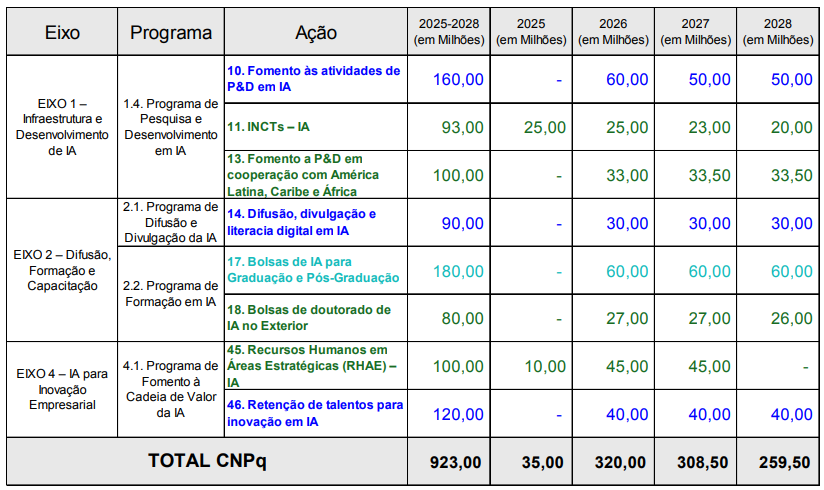 Eixo Programa Ação 2025-2028 2025 2026 2027 2028
(em Milhões) (em Milhões) (em Milhões) (em Milhões) (em Milhões)
EIXO 1 –
Infraestrutura e
Desenvolvimento
de IA
1.4. Programa de
Pesquisa e
Desenvolvimento
em IA
10. Fomento às atividades de
P&D em IA
160,00 - 60,00 50,00 50,00
11. INCTs – IA 93,00 25,00 25,00 23,00 20,00
13. Fomento a P&D em
cooperação com América
Latina, Caribe e África
100,00 - 33,00 33,50 33,50
EIXO 2 – Difusão,
Formação e
Capacitação
2.1. Programa de
Difusão e
Divulgação da IA
14. Difusão, divulgação e
literacia digital em IA
90,00 - 30,00 30,00 30,00
2.2. Programa de
Formação em IA
17. Bolsas de IA para
Graduação e Pós-Graduação
180,00 - 60,00 60,00 60,00
18. Bolsas de doutorado de
IA no Exterior
80,00 - 27,00 27,00 26,00
EIXO 4 – IA para
Inovação
Empresarial
4.1. Programa de
Fomento à
Cadeia de Valor
da IA
45. Recursos Humanos em
Áreas Estratégicas (RHAE) –
IA
100,00 10,00 45,00 45,00 -
46. Retenção de talentos para
inovação em IA
120,00 - 40,00 40,00 40,00
TOTAL CNPq 923,00 35,00 320,00 308,50 259,50